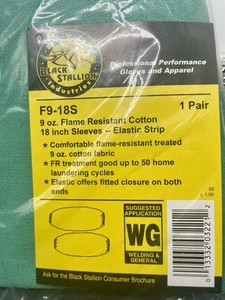 BLACK STALLION
Industries
Professional Performance
Gloves and Apparel
F9-18S
1 Pair
9 oz. Flame Resistant Cotton
18 inch Sleeves -- Elastic Strip
★ Comfortable flame-resistant treated
9 oz. cotton fabric
★ FR treatment good up to 50 home
laundering cycles
★ Elastic offers fitted closure on both
ends
SUGGESTED
APPLICATION
WG
WELDING &
GENERAL
Ask for the Black Stallion Consumer Brochure